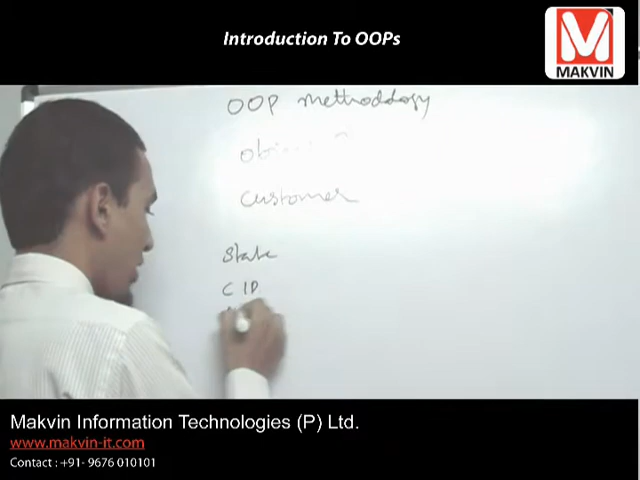 Introduction To OOPs
MAKVIN
OOP methodology
customer
State
CID
Makvin Information Technologies (P) Ltd.
www.makvin-it.com
Contact : +91- 9676 010101